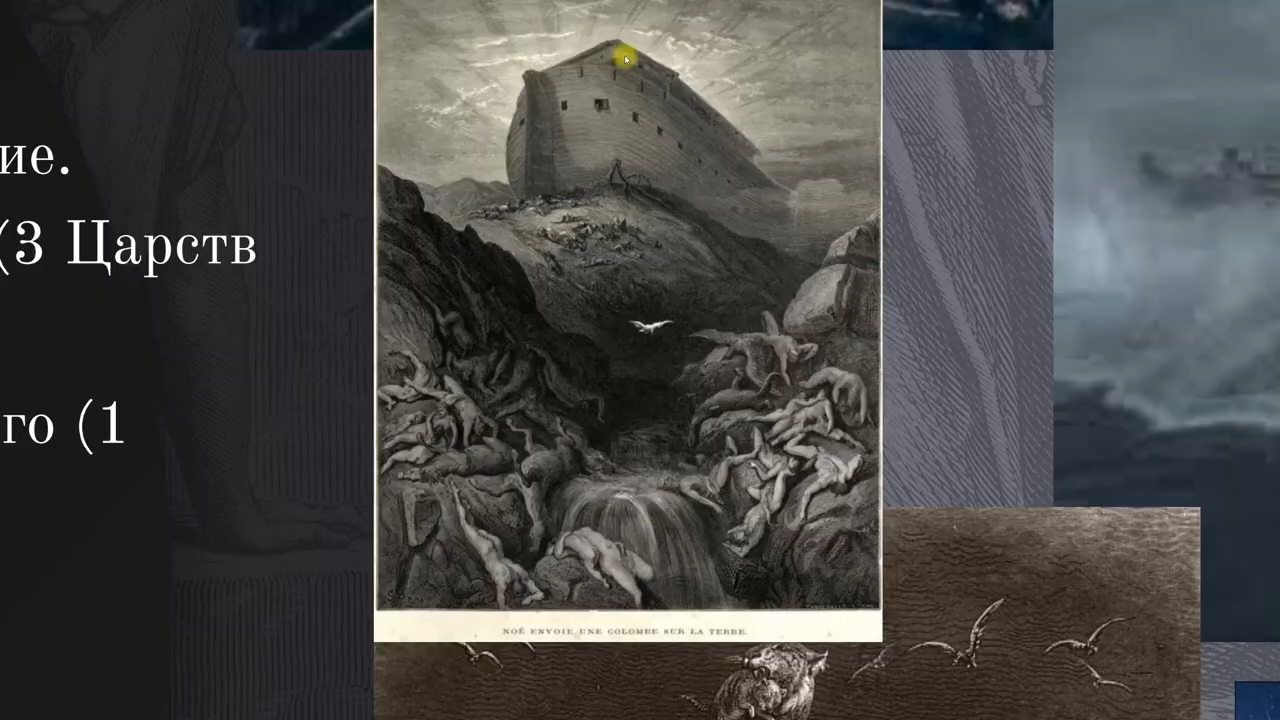 ие.
(3 Царств
го (1
NOÉ ENVOIE UNE COLOMBE SUR LA TERRE.